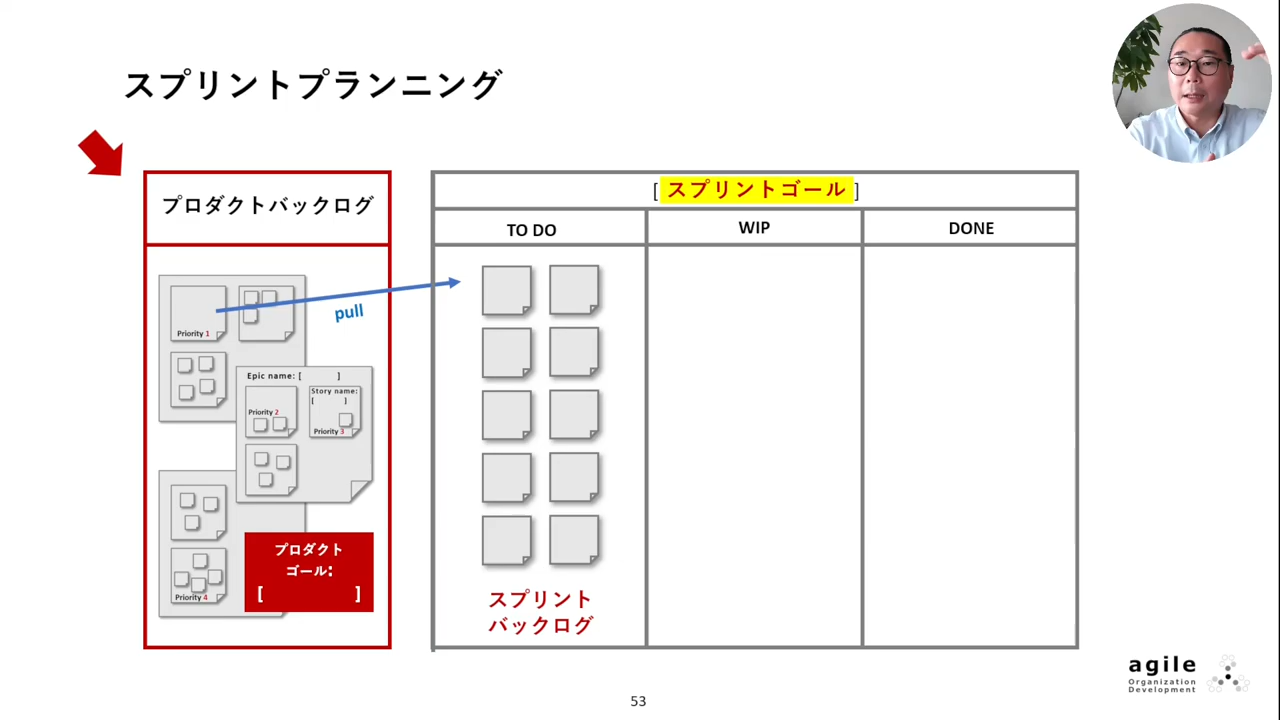 スプリントプランニング
プロダクトバックログ
Priority 1
pull
Epic name: [ ]
Story name:
[ ]
Priority 2
Priority 3
Priority 4
プロダクト
ゴール:
[ ]
[ スプリントゴール ]
TO DO
WIP
DONE
スプリント
バックログ
53
agile
Organization
Development